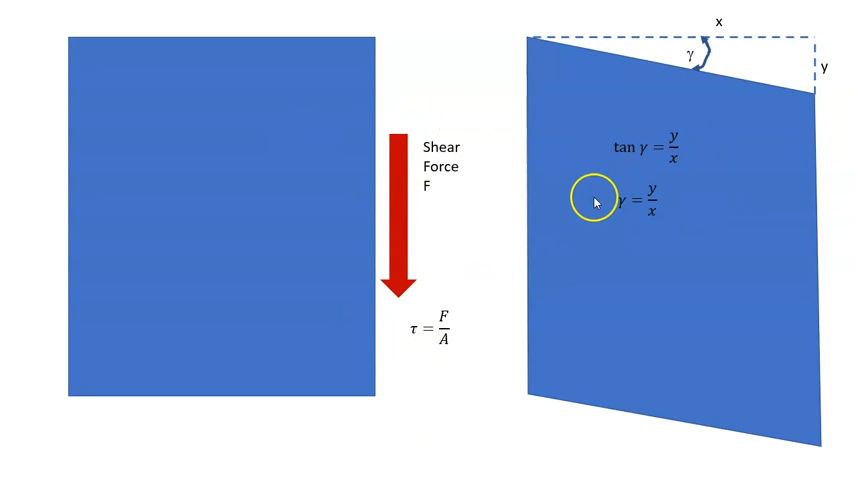 Shear
Force
F
τ = F/A
x
γ
y
tan γ = y/x
γ = y/x